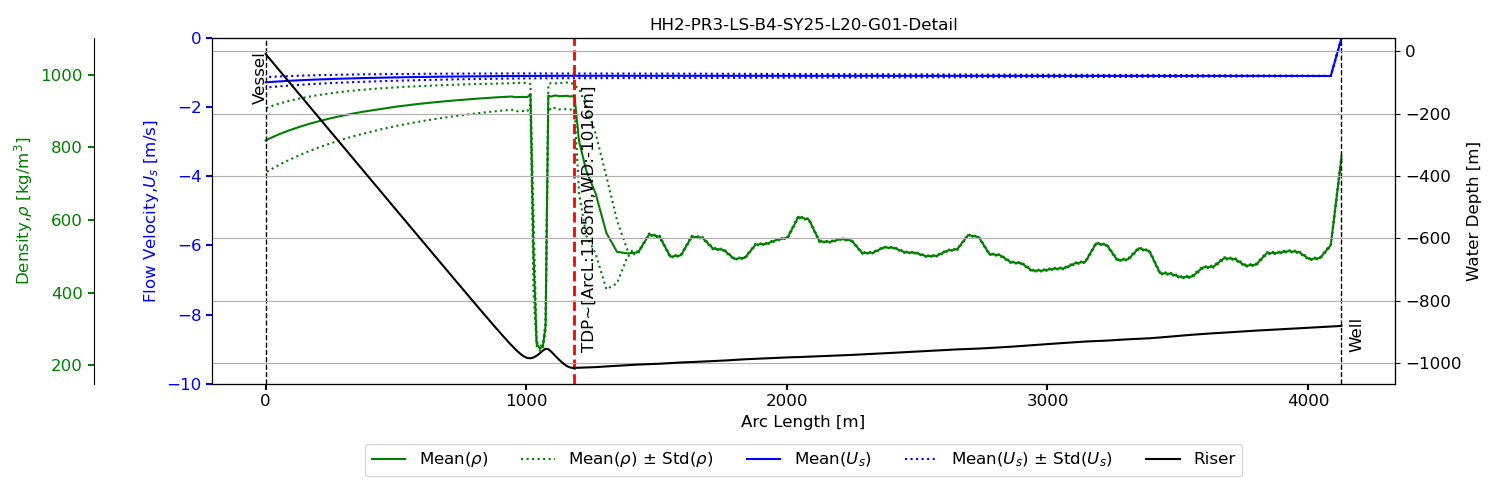 HH2-PR3-LS-B4-SY25-L20-G01-Detail
Density,ρ [kg/m³]
1000
800
600
400
200
Flow Velocity,Uₛ [m/s]
0
−2
−4
−6
−8
−10
Vessel
TDP~[ArcL:1185m,WD:-1016m]
Well
0
−200
−400
−600
−800
−1000
Water Depth [m]
0 1000 2000 3000 4000
Arc Length [m]
Mean(ρ) Mean(ρ) ± Std(ρ) Mean(Uₛ) Mean(Uₛ) ± Std(Uₛ) Riser